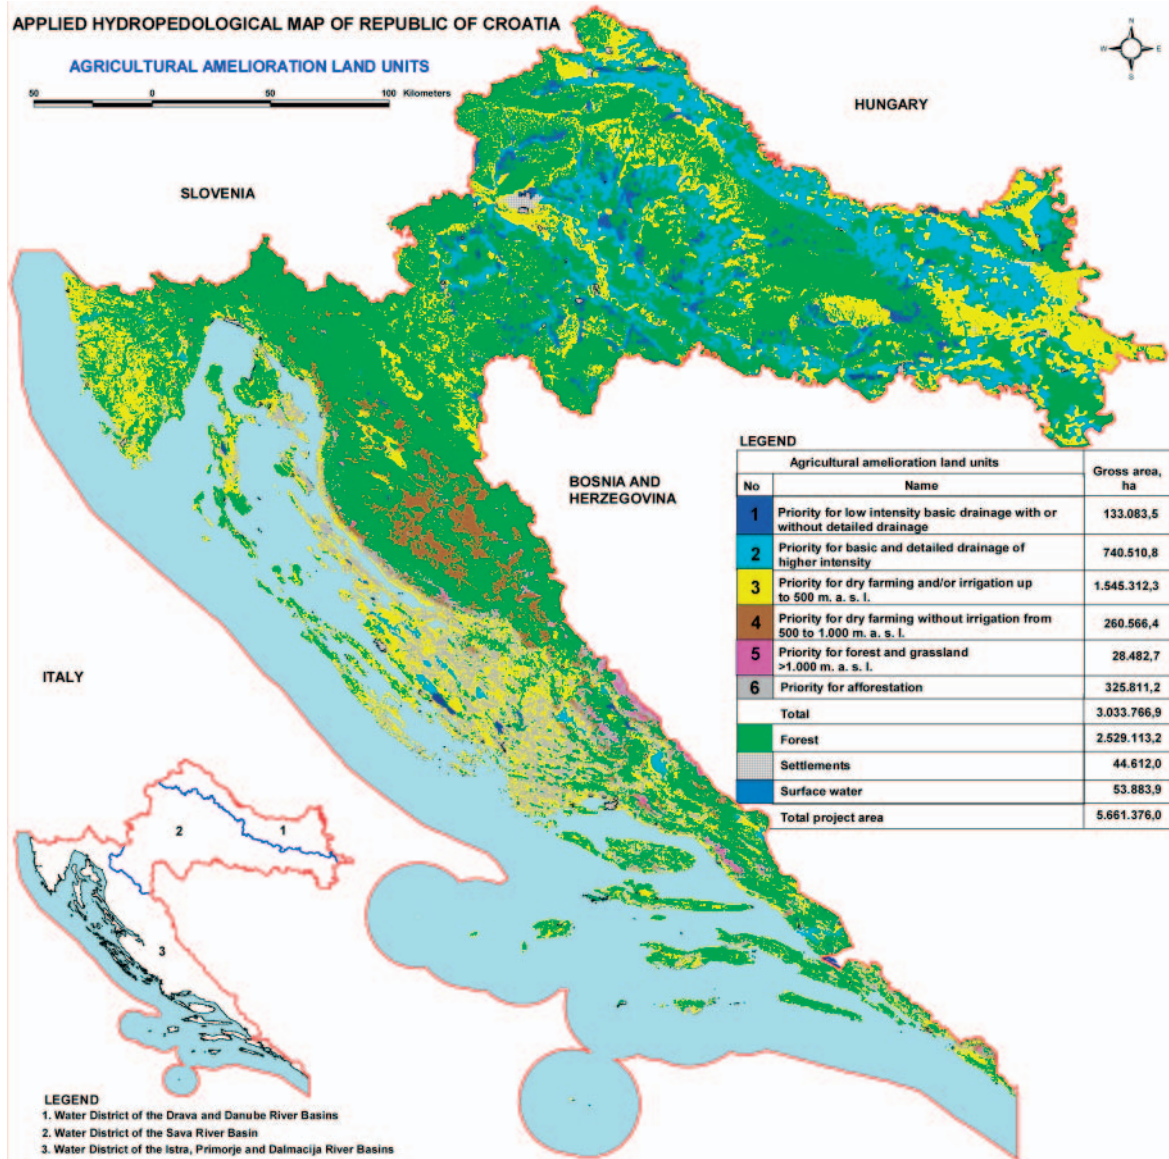 APPLIED HYDROPEDOLOGICAL MAP OF REPUBLIC OF CROATIA
AGRICULTURAL AMELIORATION LAND UNITS
50 0 50 100 Kilometers
N
W E
S
HUNGARY
SLOVENIA
BOSNIA AND
HERZEGOVINA
ITALY
LEGEND
Agricultural amelioration land units
Gross area,
ha
No Name
1 Priority for low intensity basic drainage with or
without detailed drainage 133.083,5
2 Priority for basic and detailed drainage of
higher intensity 740.510,8
3 Priority for dry farming and/or irrigation up
to 500 m. a. s. l. 1.545.312,3
4 Priority for dry farming without irrigation from
500 to 1.000 m. a. s. l. 260.566,4
5 Priority for forest and grassland
>1.000 m. a. s. l. 28.482,7
6 Priority for afforestation 325.811,2
Total 3.033.766,9
Forest 2.529.113,2
Settlements 44.612,0
Surface water 53.883,9
Total project area 5.661.376,0
1
2
3
LEGEND
1. Water District of the Drava and Danube River Basins
2. Water District of the Sava River Basin
3. Water District of the Istra, Primorje and Dalmacija River Basins